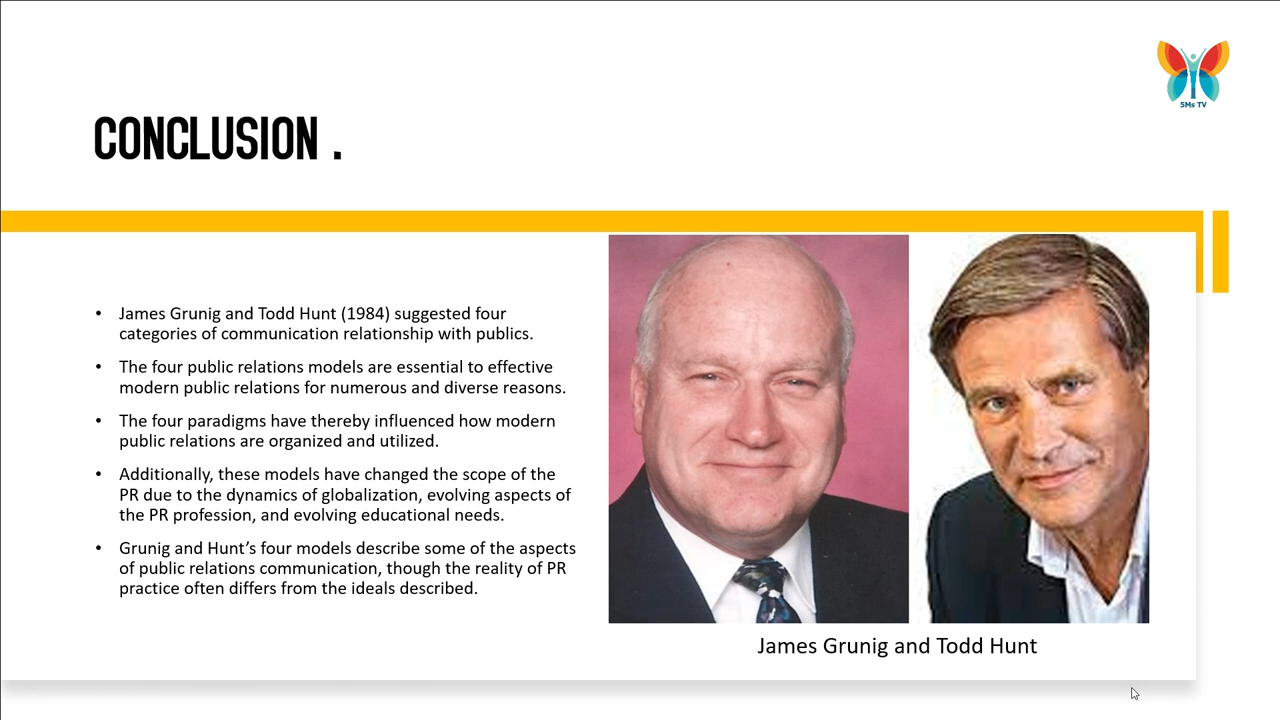 5Ms TV
CONCLUSION .
• James Grunig and Todd Hunt (1984) suggested four
categories of communication relationship with publics.
• The four public relations models are essential to effective
modern public relations for numerous and diverse reasons.
• The four paradigms have thereby influenced how modern
public relations are organized and utilized.
• Additionally, these models have changed the scope of the
PR due to the dynamics of globalization, evolving aspects of
the PR profession, and evolving educational needs.
• Grunig and Hunt’s four models describe some of the aspects
of public relations communication, though the reality of PR
practice often differs from the ideals described.
James Grunig and Todd Hunt